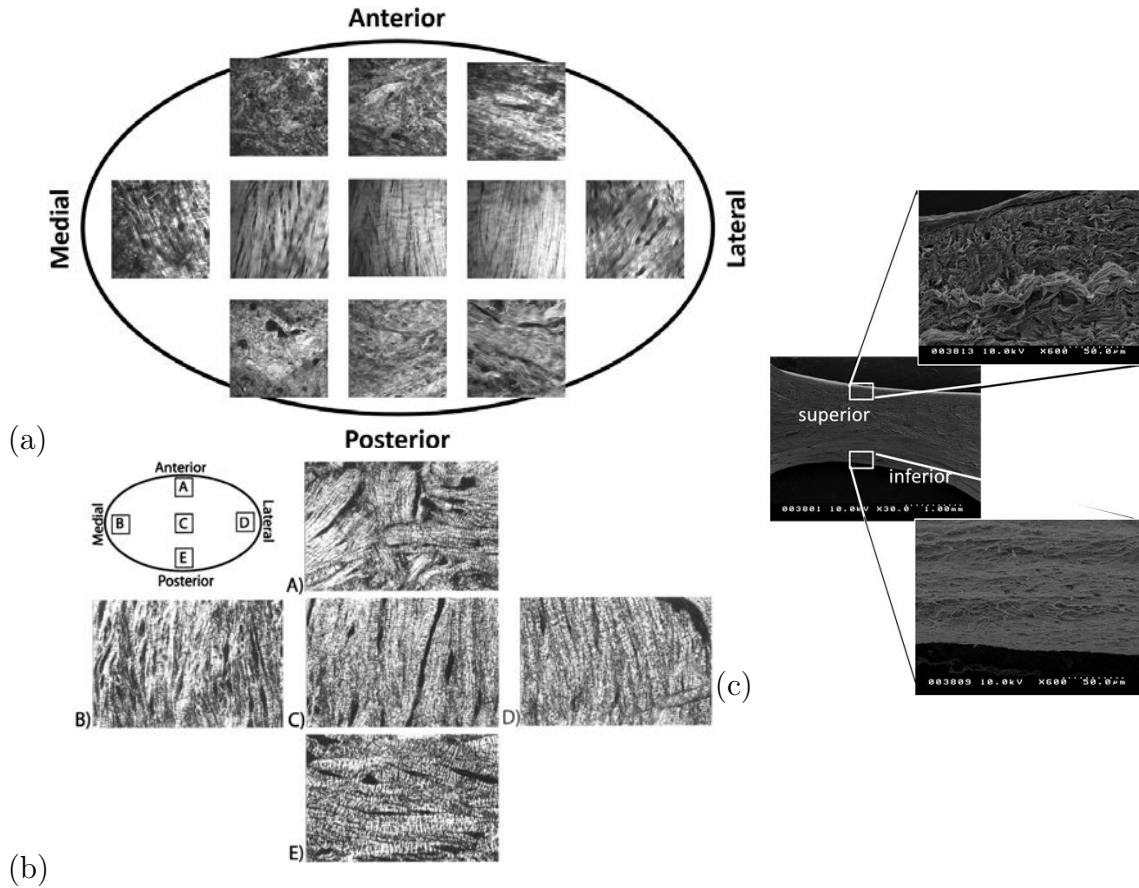 Anterior
Medial
Lateral
Posterior
(a)
Anterior
A
Medial
B
C
D
Lateral
E
Posterior
A)
B)
C)
D)
E)
(b)
003813 10.0kV X600 50.0µm
superior
inferior
003801 10.0kV X30.0 1.00mm
(c)
003809 10.0kV X600 50.0µm